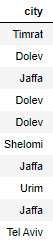 city
Timrat
Dolev
Jaffa
Dolev
Dolev
Shelomi
Jaffa
Urim
Jaffa
Tel Aviv